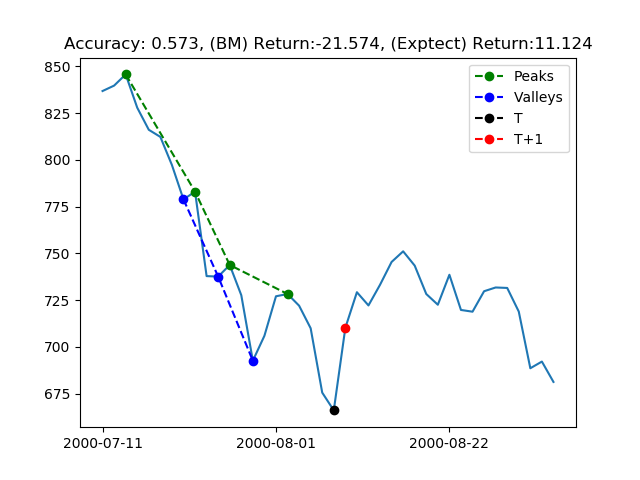 Accuracy: 0.573, (BM) Return:-21.574, (Exptect) Return:11.124
850
825
800
775
750
725
700
675
2000-07-11
2000-08-01
2000-08-22
Peaks
Valleys
T
T+1